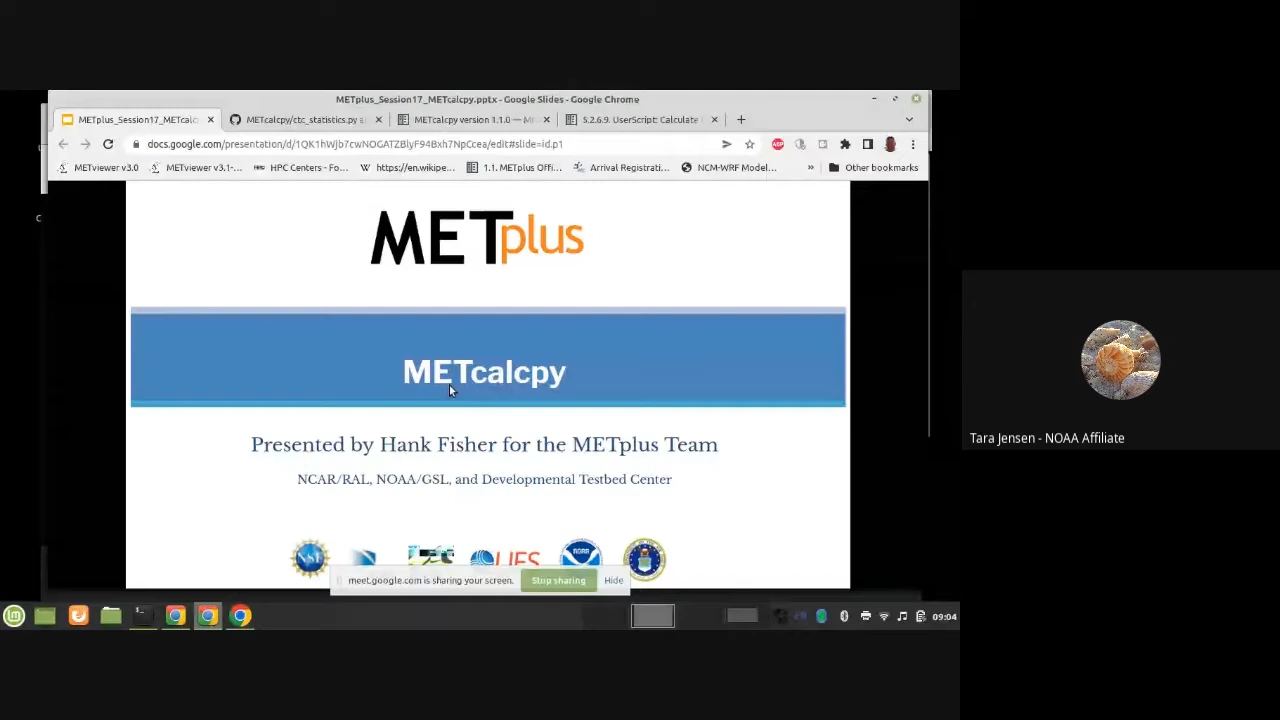 METplus_Session17_METcalcpy.pptx - Google Slides - Google Chrome
METplus_Session17_METcalc
METcalcpy/ctc_statistics.py a
METcalcpy version 1.1.0 —
5.2.6.9. UserScript: Calculate
docs.google.com/presentation/d/1QK1hWJb7cwNOGATZBlyF94Bxh7NpCcea/edit#slide=id.p1
METviewer v3.0
METviewer v3.1-...
HPC Centers - Fo...
https://en.wikipe...
1.1. METplus Offi...
Arrival Registrati...
NCM-WRF Model...
»
Other bookmarks
METplus
METcalcpy
Presented by Hank Fisher for the METplus Team
NCAR/RAL, NOAA/GSL, and Developmental Testbed Center
NSF
NOAA
meet.google.com is sharing your screen.
Stop sharing
Hide
09:04
Tara Jensen - NOAA Affiliate